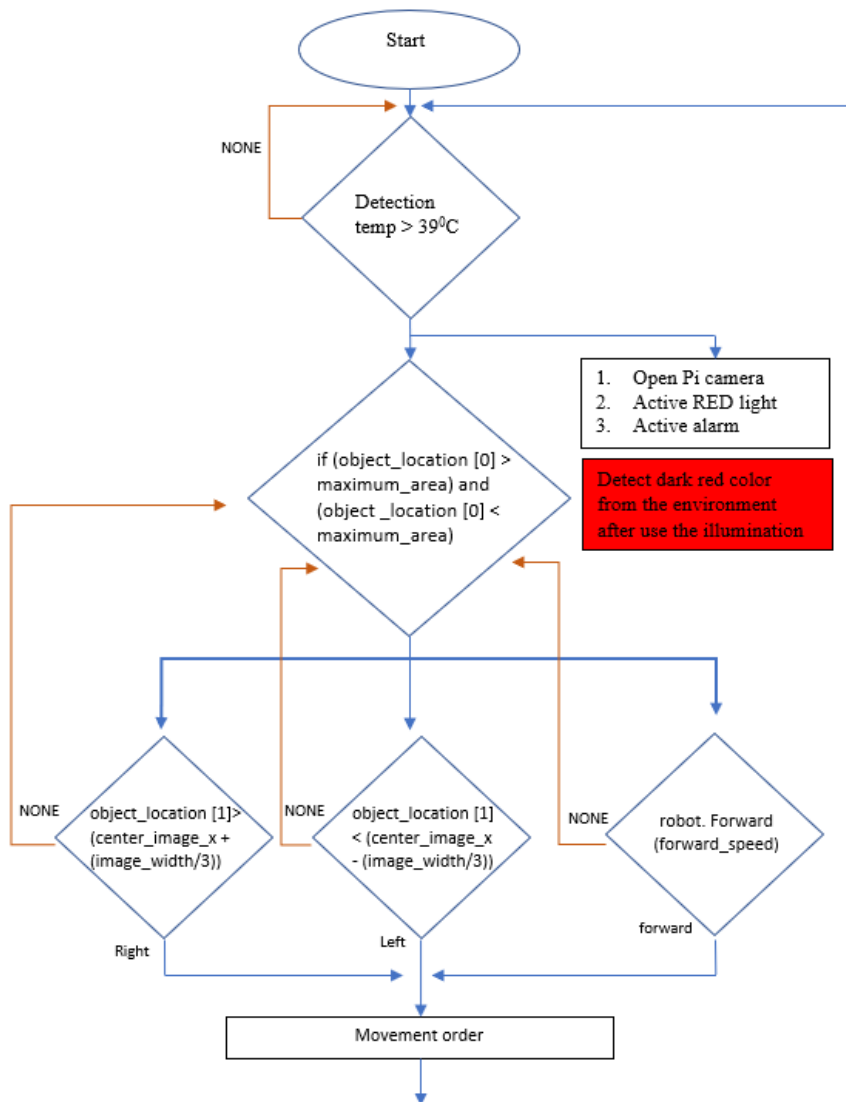 Start
NONE
Detection
temp > 39⁰C
1. Open Pi camera
2. Active RED light
3. Active alarm
if (object_location [0] >
maximum_area) and
(object _location [0] <
maximum_area)
Detect dark red color
from the environment
after use the illumination
NONE
object_location [1]>
(center_image_x +
(image_width/3))
NONE
object_location [1]
< (center_image_x
- (image_width/3))
NONE
robot. Forward
(forward_speed)
Right
Left
forward
Movement order